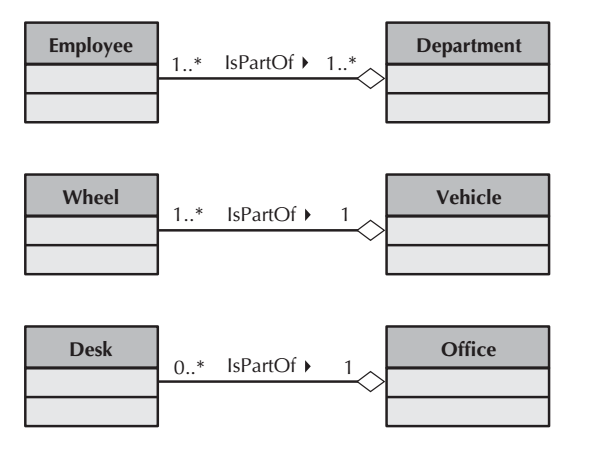 Employee
1..* IsPartOf ▸ 1..*
Department
Wheel
1..* IsPartOf ▸ 1
Vehicle
Desk
0..* IsPartOf ▸ 1
Office